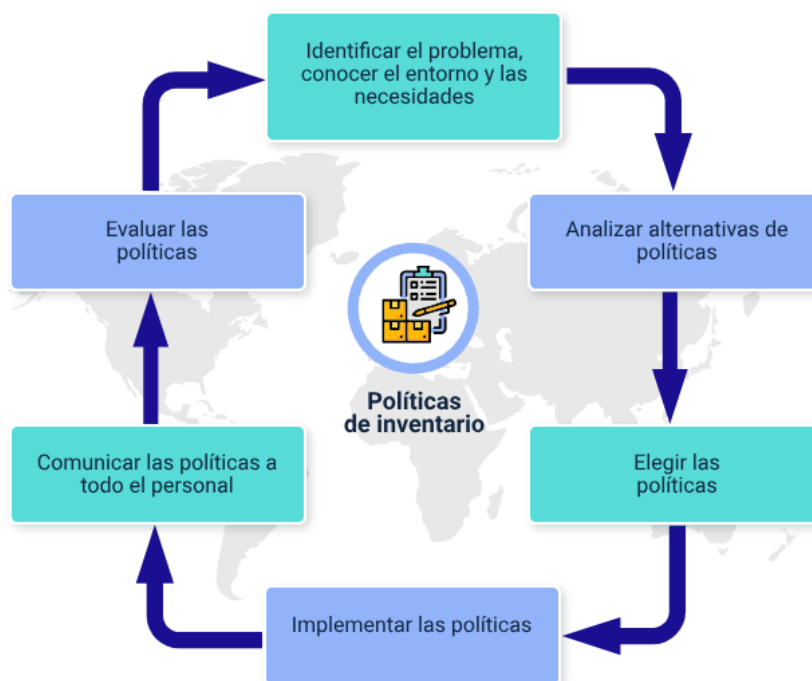 Identificar el problema,
conocer el entorno y las
necesidades
Analizar alternativas de
políticas
Elegir las
políticas
Implementar las políticas
Comunicar las políticas a
todo el personal
Evaluar las
políticas
Políticas
de inventario